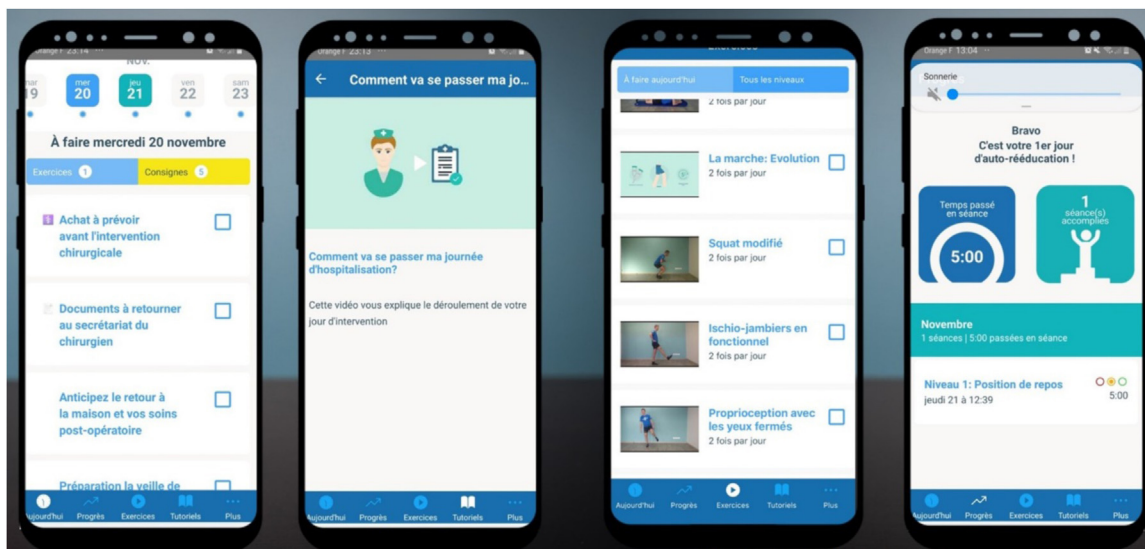 Orange F 23:14
NOV.
mar
19
mer
20
jeu
21
ven
22
sam
23
À faire mercredi 20 novembre
Exercices 1
Consignes 5
Achat à prévoir
avant l'intervention
chirurgicale
Documents à retourner
au secrétariat du
chirurgien
Anticipez le retour à
la maison et vos soins
post-opératoire
Préparation la veille de
Aujourd'hui
Progrès
Exercices
Tutoriels
Plus
Orange F 23:13
Comment va se passer ma jo...
Comment va se passer ma journée
d'hospitalisation?
Cette vidéo vous explique le déroulement de votre
jour d'intervention
Aujourd'hui
Progrès
Exercices
Tutoriels
Plus
À faire aujourd'hui
Tous les niveaux
2 fois par jour
La marche: Evolution
2 fois par jour
Squat modifié
2 fois par jour
Ischio-jambiers en
fonctionnel
2 fois par jour
Proprioception avec
les yeux fermés
2 fois par jour
Aujourd'hui
Progrès
Exercices
Tutoriels
Plus
Orange F 13:04
Sonnerie
Bravo
C'est votre 1er jour
d'auto-rééducation !
Temps passé
en séance
5:00
1
séance(s)
accomplies
Novembre
1 séances | 5:00 passées en séance
Niveau 1: Position de repos
jeudi 21 à 12:39
5:00
Aujourd'hui
Progrès
Exercices
Tutoriels
Plus